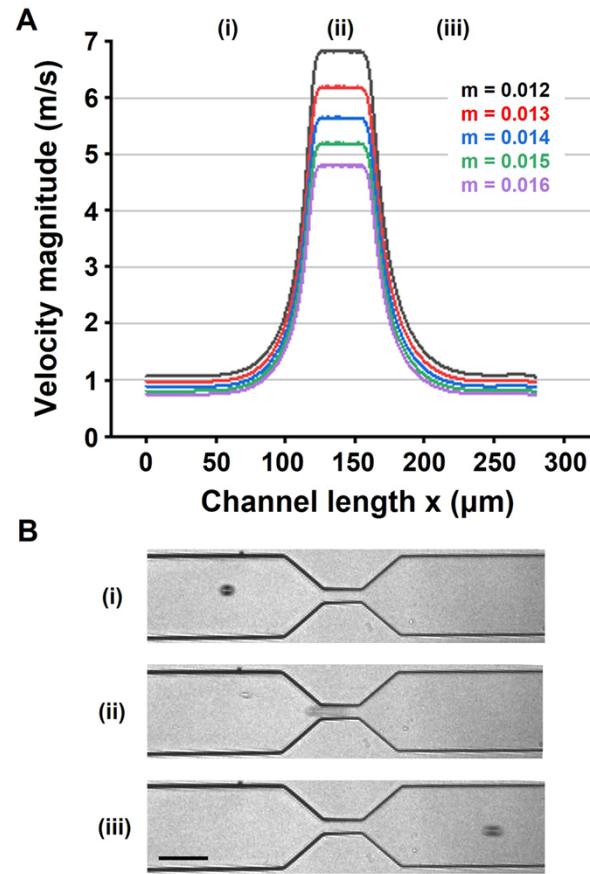 A
(i) (ii) (iii)
Velocity magnitude (m/s)
7
6
5
4
3
2
1
0
m = 0.012
m = 0.013
m = 0.014
m = 0.015
m = 0.016
0 50 100 150 200 250 300
Channel length x (μm)
B
(i)
(ii)
(iii)